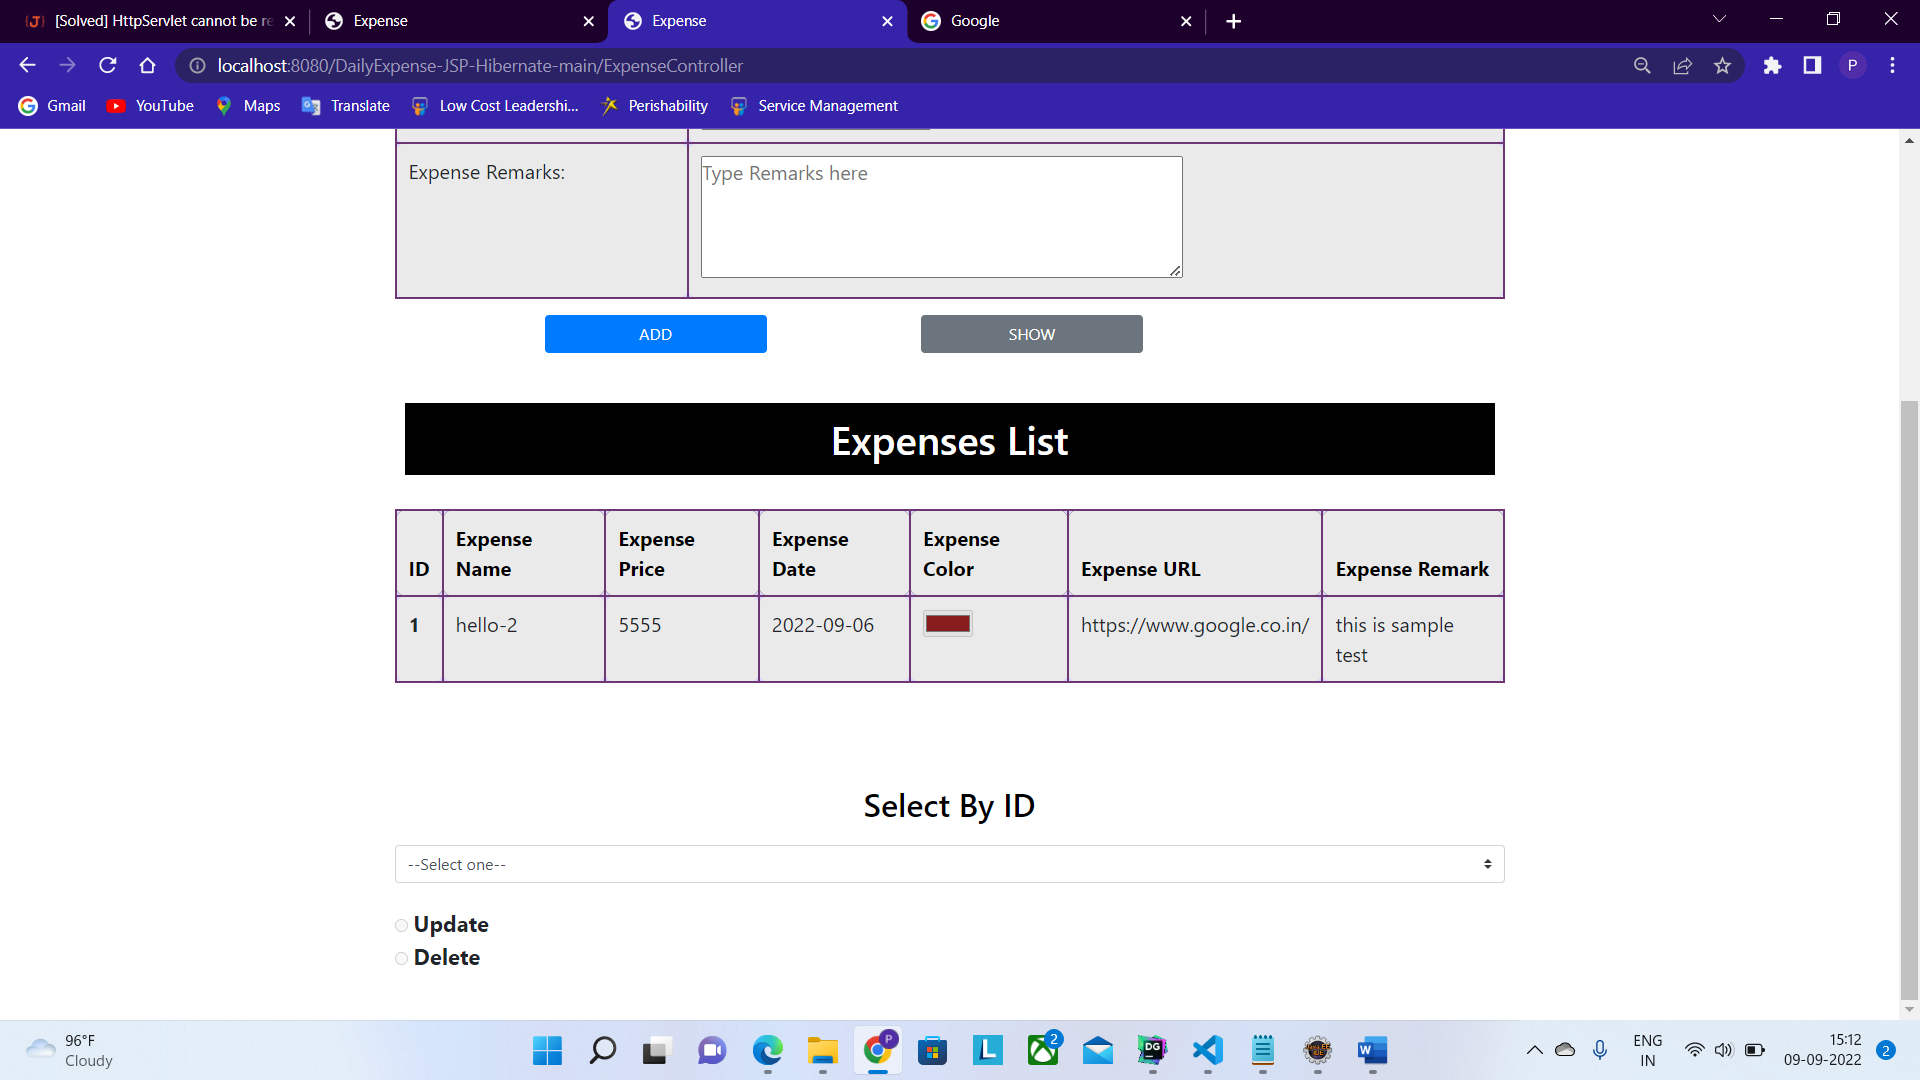 [Solved] HttpServlet cannot be re
Expense
Expense
Google
localhost:8080/DailyExpense-JSP-Hibernate-main/ExpenseController
P
Gmail
YouTube
Maps
Translate
Low Cost Leadershi...
Perishability
Service Management
Expense Remarks:
Type Remarks here
ADD
SHOW
Expenses List
ID
Expense Name
Expense Price
Expense Date
Expense Color
Expense URL
Expense Remark
1
hello-2
5555
2022-09-06
https://www.google.co.in/
this is sample
test
Select By ID
--Select one--
Update
Delete
96°F
Cloudy
P
L
2
DG
W
ENG
IN
15:12
09-09-2022
2